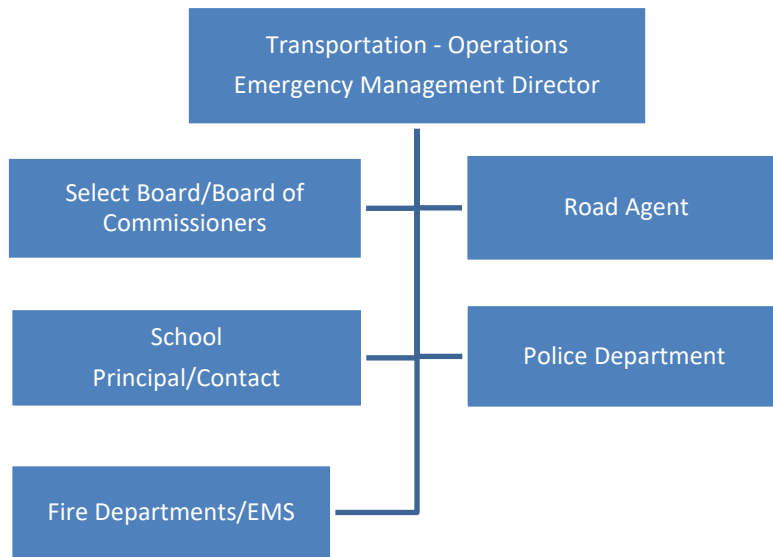 Transportation - Operations
Emergency Management Director
Select Board/Board of
Commissioners
Road Agent
School
Principal/Contact
Police Department
Fire Departments/EMS